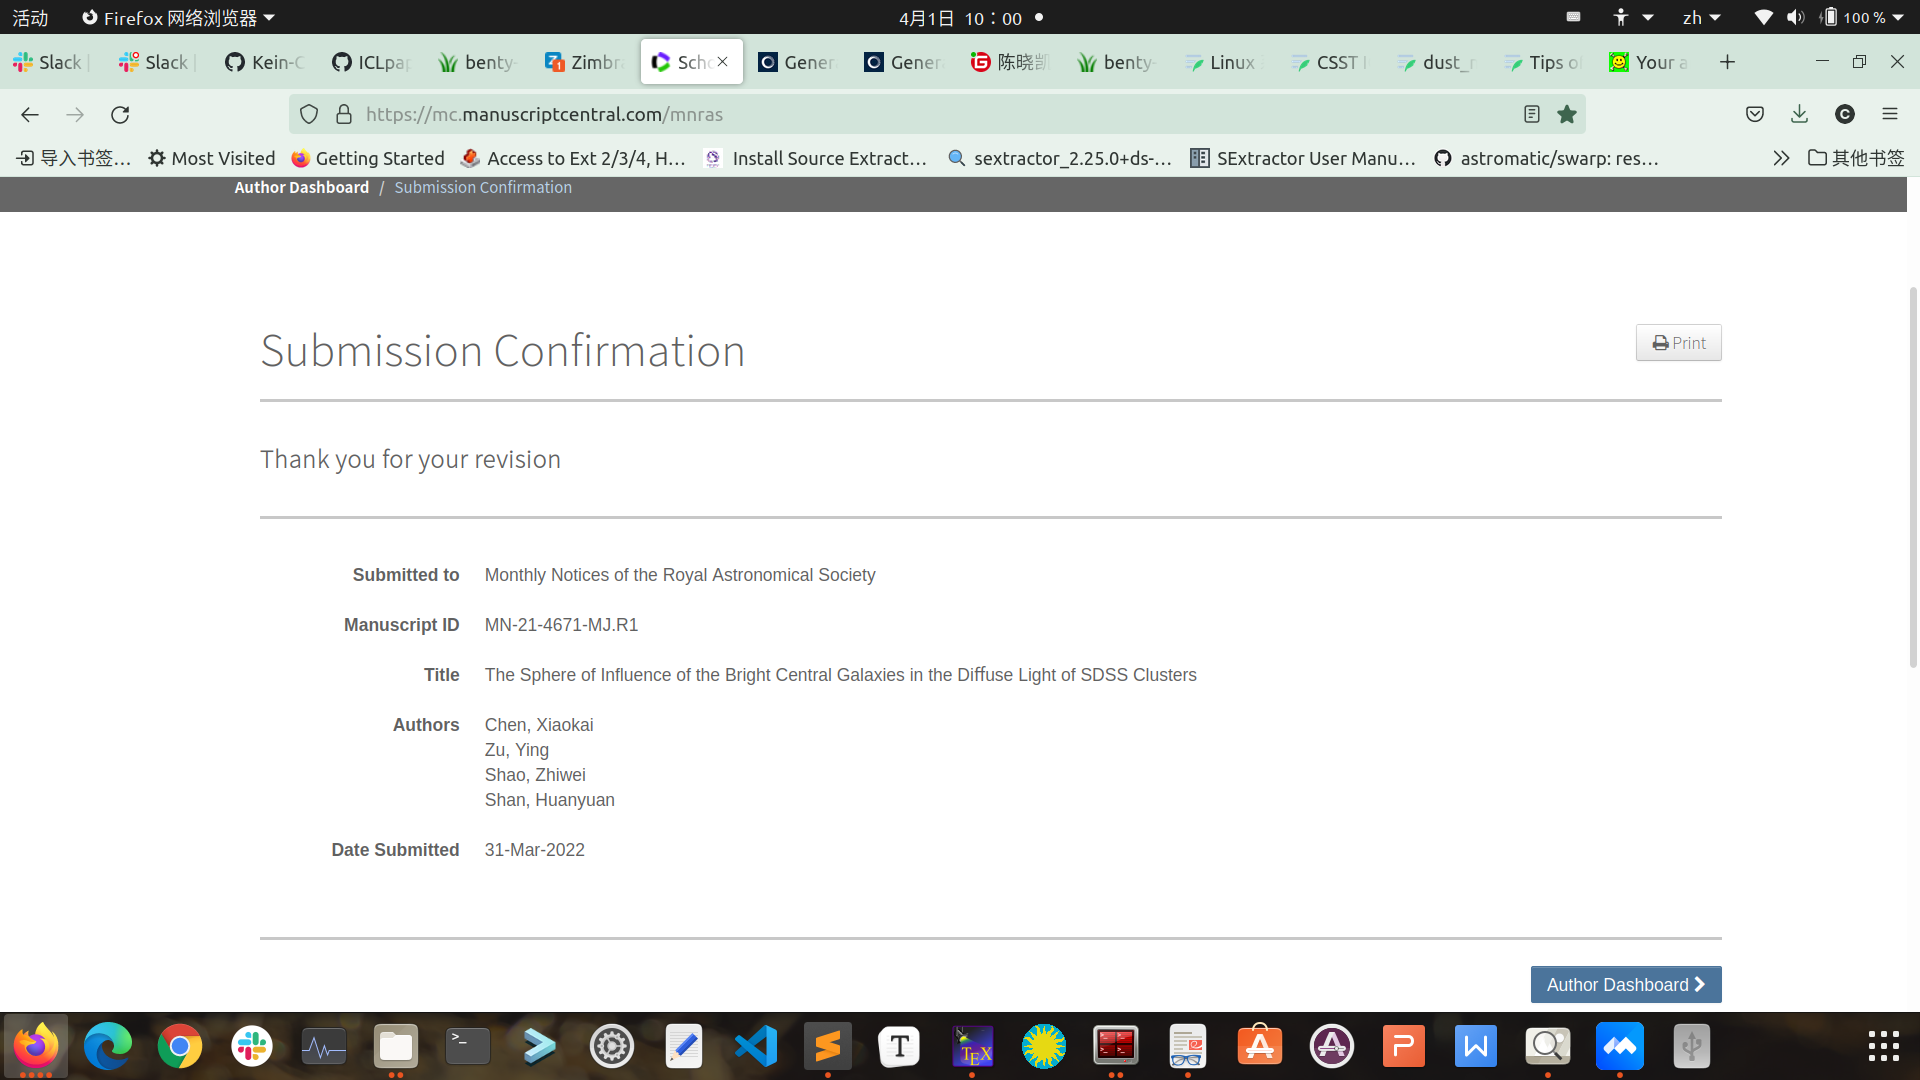 活动 Firefox 网络浏览器 4月1日 10：00 zh 100 %
Slack Slack Kein- ICLpap benty- Zimbra Scho Gener Gener 陈晓凯 benty- Linux CSST dust_ Tips o Your a
https://mc.manuscriptcentral.com/mnras
导入书签... Most Visited Getting Started Access to Ext 2/3/4, H... Install Source Extract... sextractor_2.25.0+ds-... SExtractor User Manu... astromatic/swarp: res... 其他书签
Author Dashboard / Submission Confirmation
Submission Confirmation
Print
Thank you for your revision
Submitted to Monthly Notices of the Royal Astronomical Society
Manuscript ID MN-21-4671-MJ.R1
Title The Sphere of Influence of the Bright Central Galaxies in the Diffuse Light of SDSS Clusters
Authors Chen, Xiaokai
Zu, Ying
Shao, Zhiwei
Shan, Huanyuan
Date Submitted 31-Mar-2022
Author Dashboard